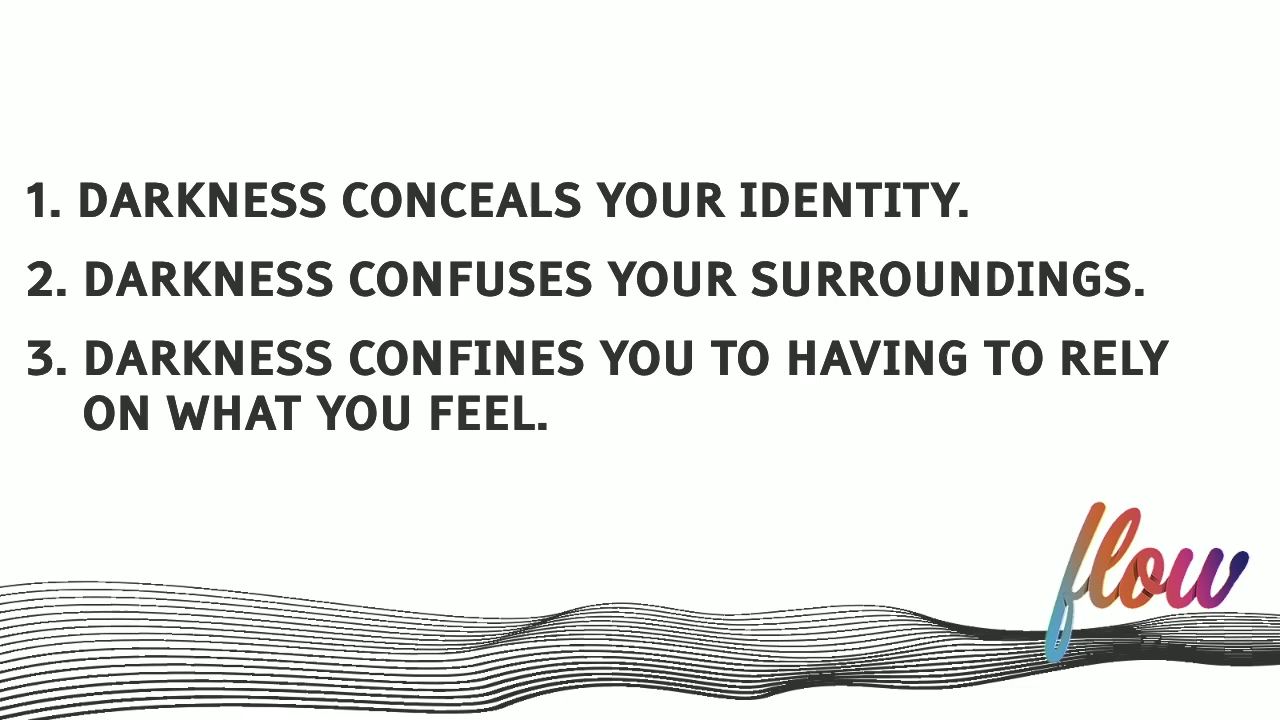 1. DARKNESS CONCEALS YOUR IDENTITY.
2. DARKNESS CONFUSES YOUR SURROUNDINGS.
3. DARKNESS CONFINES YOU TO HAVING TO RELY
ON WHAT YOU FEEL.
flow